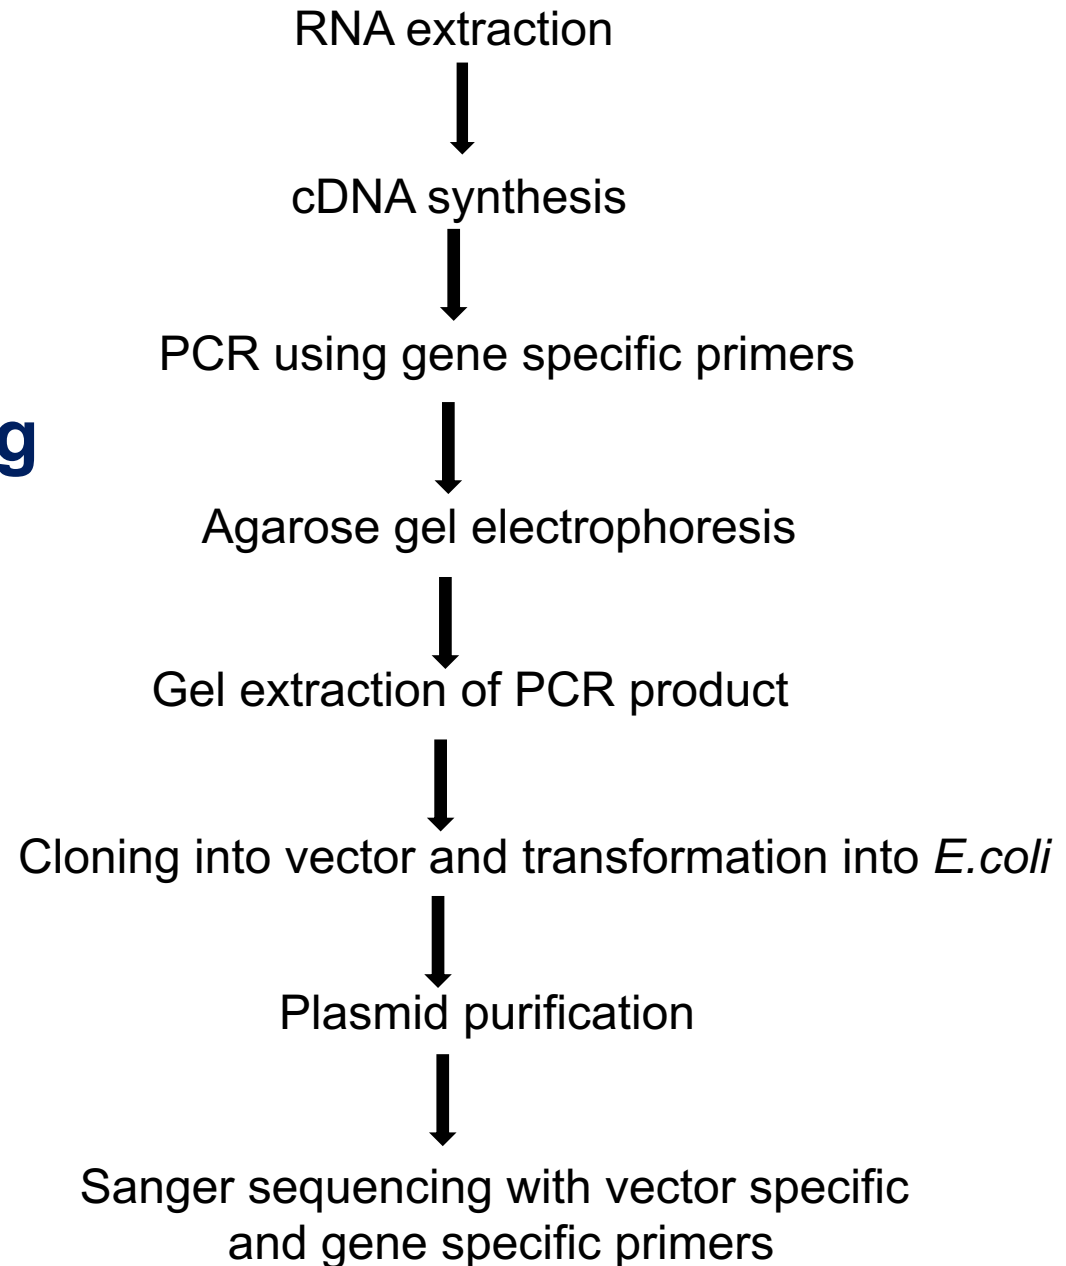 RNA extraction
cDNA synthesis
PCR using gene specific primers
g
Agarose gel electrophoresis
Gel extraction of PCR product
Cloning into vector and transformation into E.coli
Plasmid purification
Sanger sequencing with vector specific
and gene specific primers